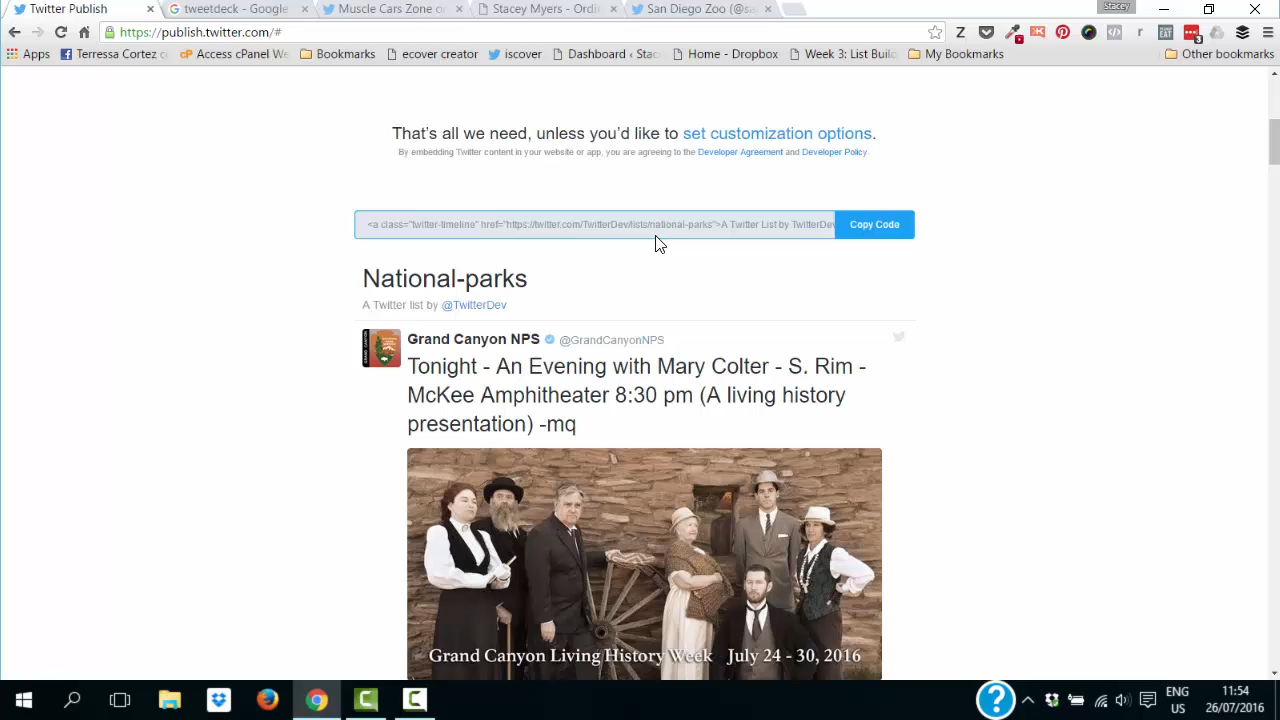 Twitter Publish
tweetdeck - Google
Muscle Cars Zone or
Stacey Myers - Ordi
San Diego Zoo (@sa
Stacey
https://publish.twitter.com/#
Apps
Teressa Cortez c
Access cPanel We
Bookmarks
ecover creator
iscover
Dashboard ‹ Stac
Home - Dropbox
Week 3: List Buil
My Bookmarks
Other bookmarks
That's all we need, unless you'd like to set customization options.
By embedding Twitter content in your website or app, you are agreeing to the Developer Agreement and Developer Policy.
<a class="twitter-timeline" href="https://twitter.com/TwitterDev/lists/national-parks">A Twitter List by TwitterDev
Copy Code
National-parks
A Twitter list by @TwitterDev
Grand Canyon NPS @GrandCanyonNPS
Tonight - An Evening with Mary Colter - S. Rim -
McKee Amphitheater 8:30 pm (A living history
presentation) -mq
Grand Canyon Living History Week July 24 - 30, 2016
ENG
US
11:54
26/07/2016